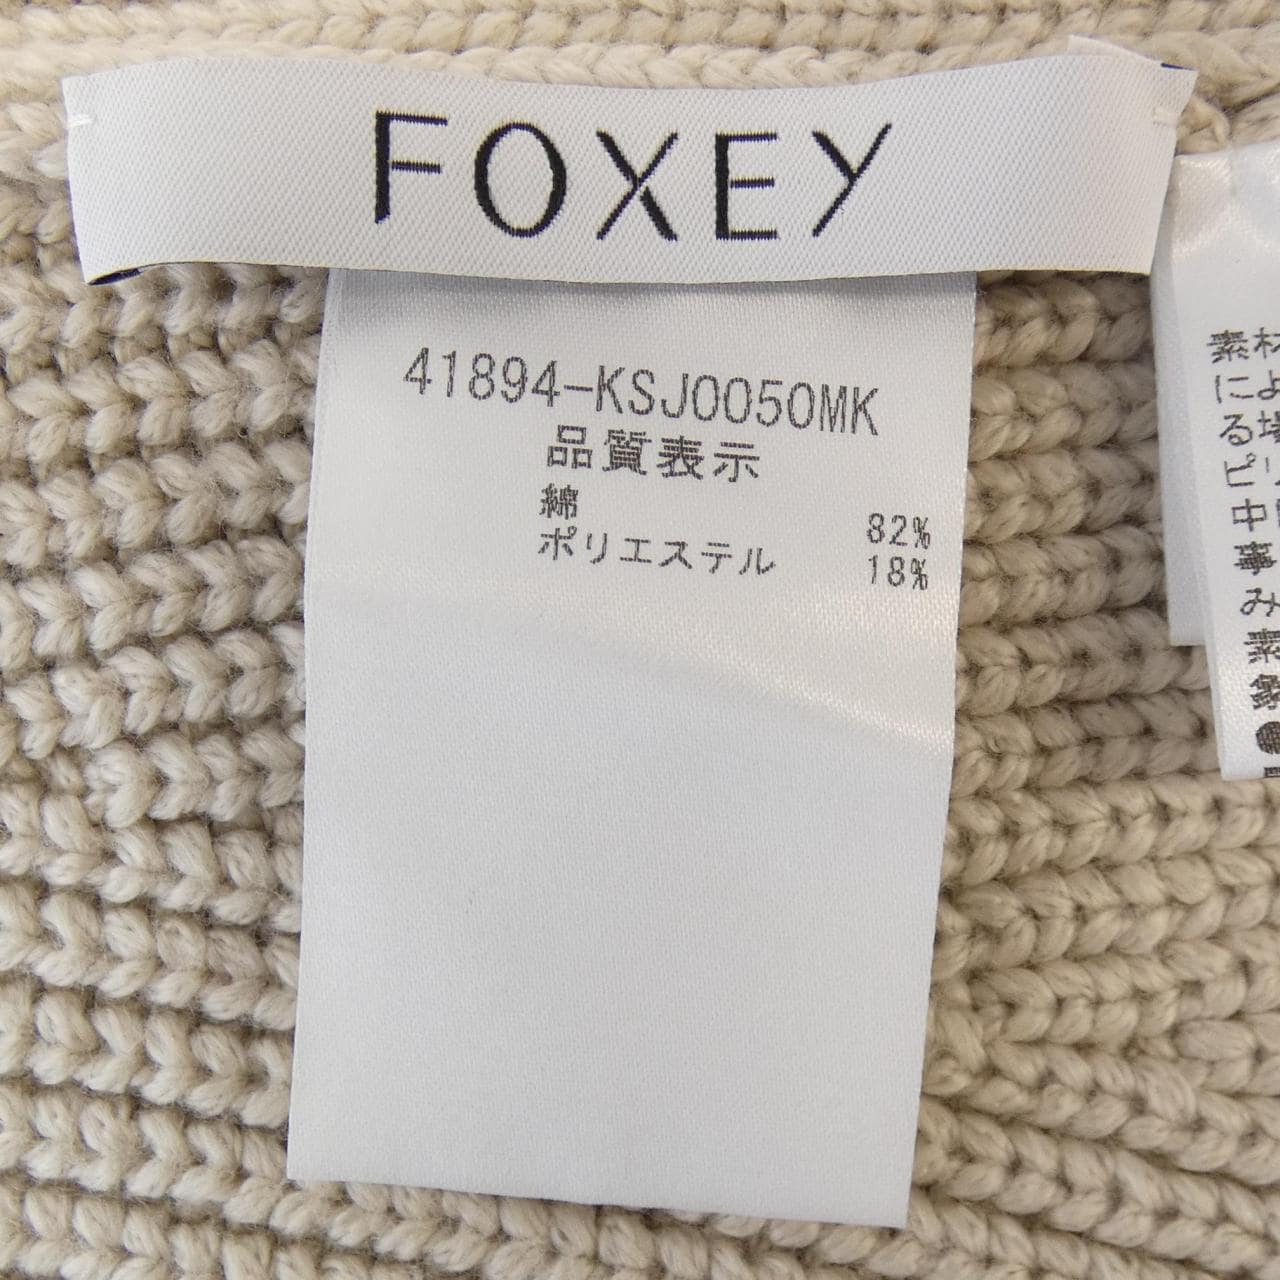 FOXEY
41894-KSJ0050MK
品質表示
綿 82%
ポリエステル 18%
素材
によ
る場
ピリ
中
事
み
素
●